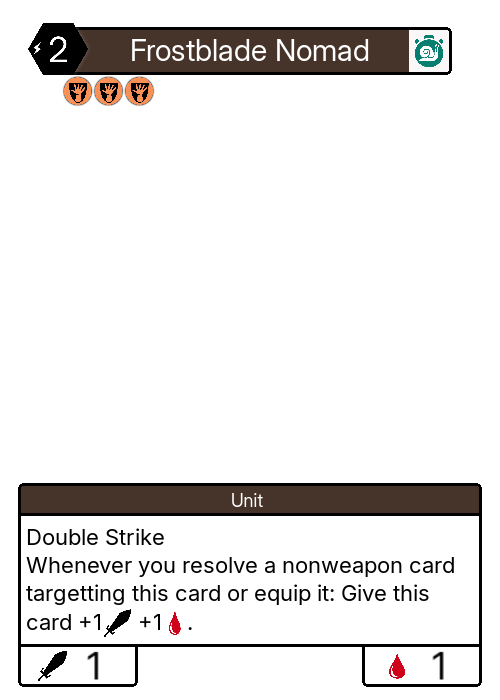 2
Frostblade Nomad
Unit
Double Strike
Whenever you resolve a nonweapon card
targetting this card or equip it: Give this
card +1 +1 .
1
1